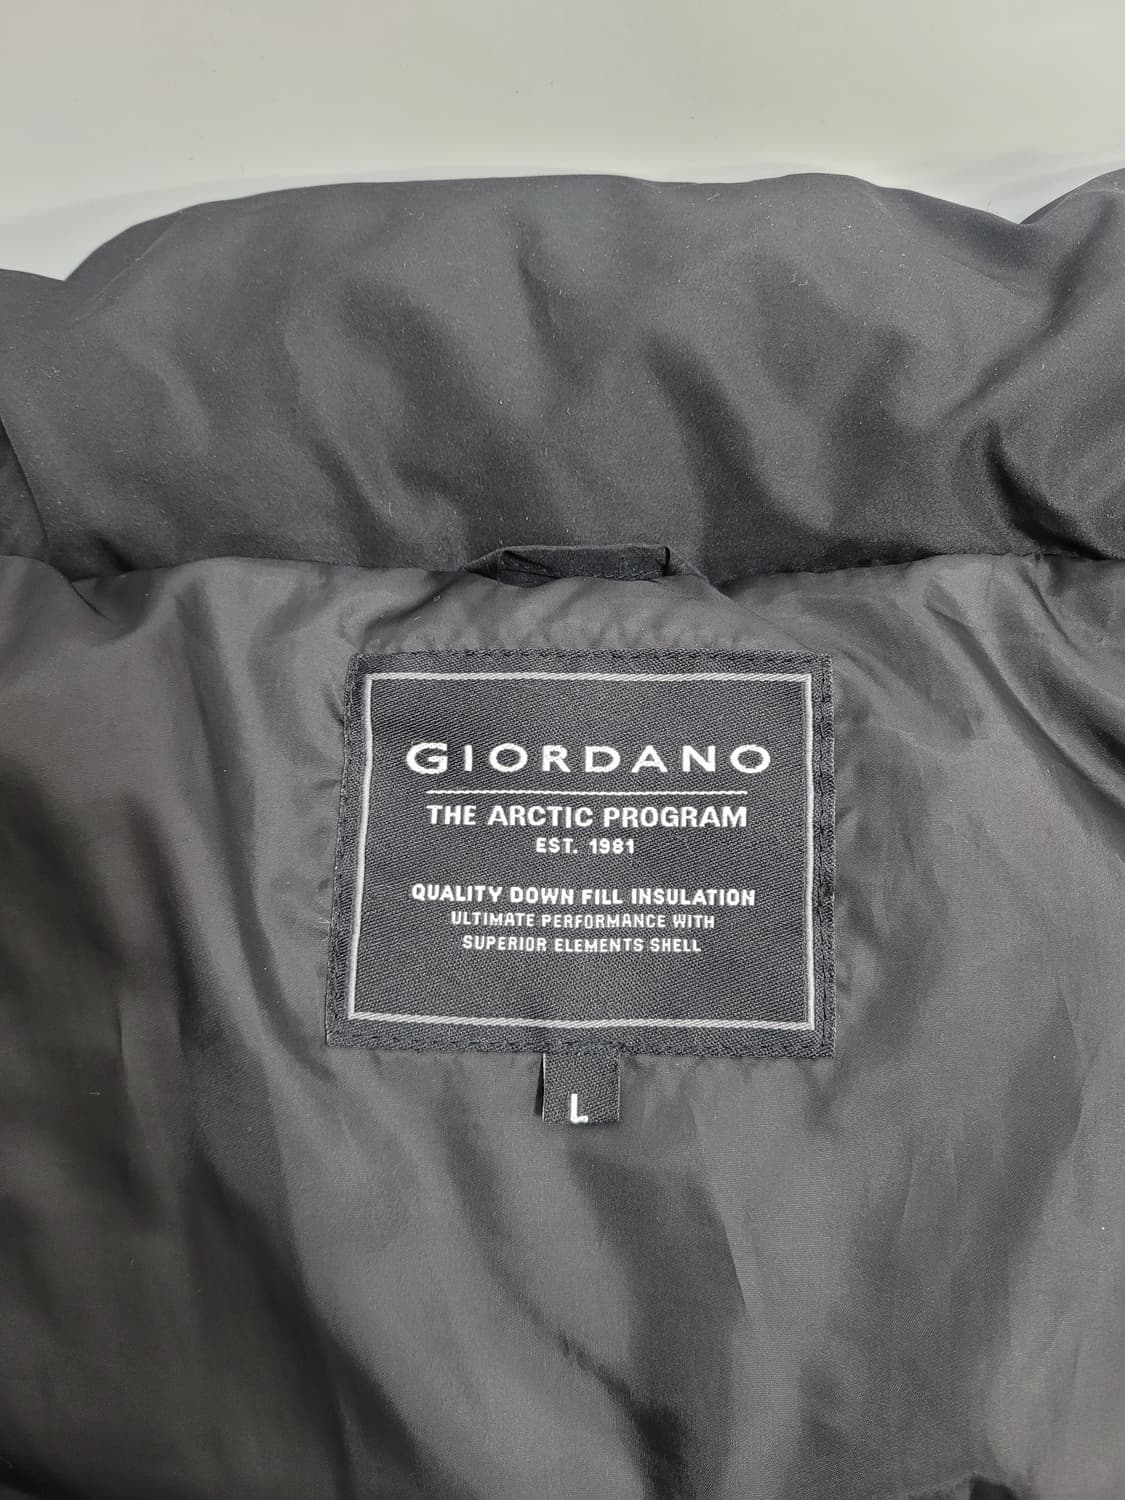 GIORDANO
THE ARCTIC PROGRAM
EST. 1981
QUALITY DOWN FILL INSULATION
ULTIMATE PERFORMANCE WITH
SUPERIOR ELEMENTS SHELL
L